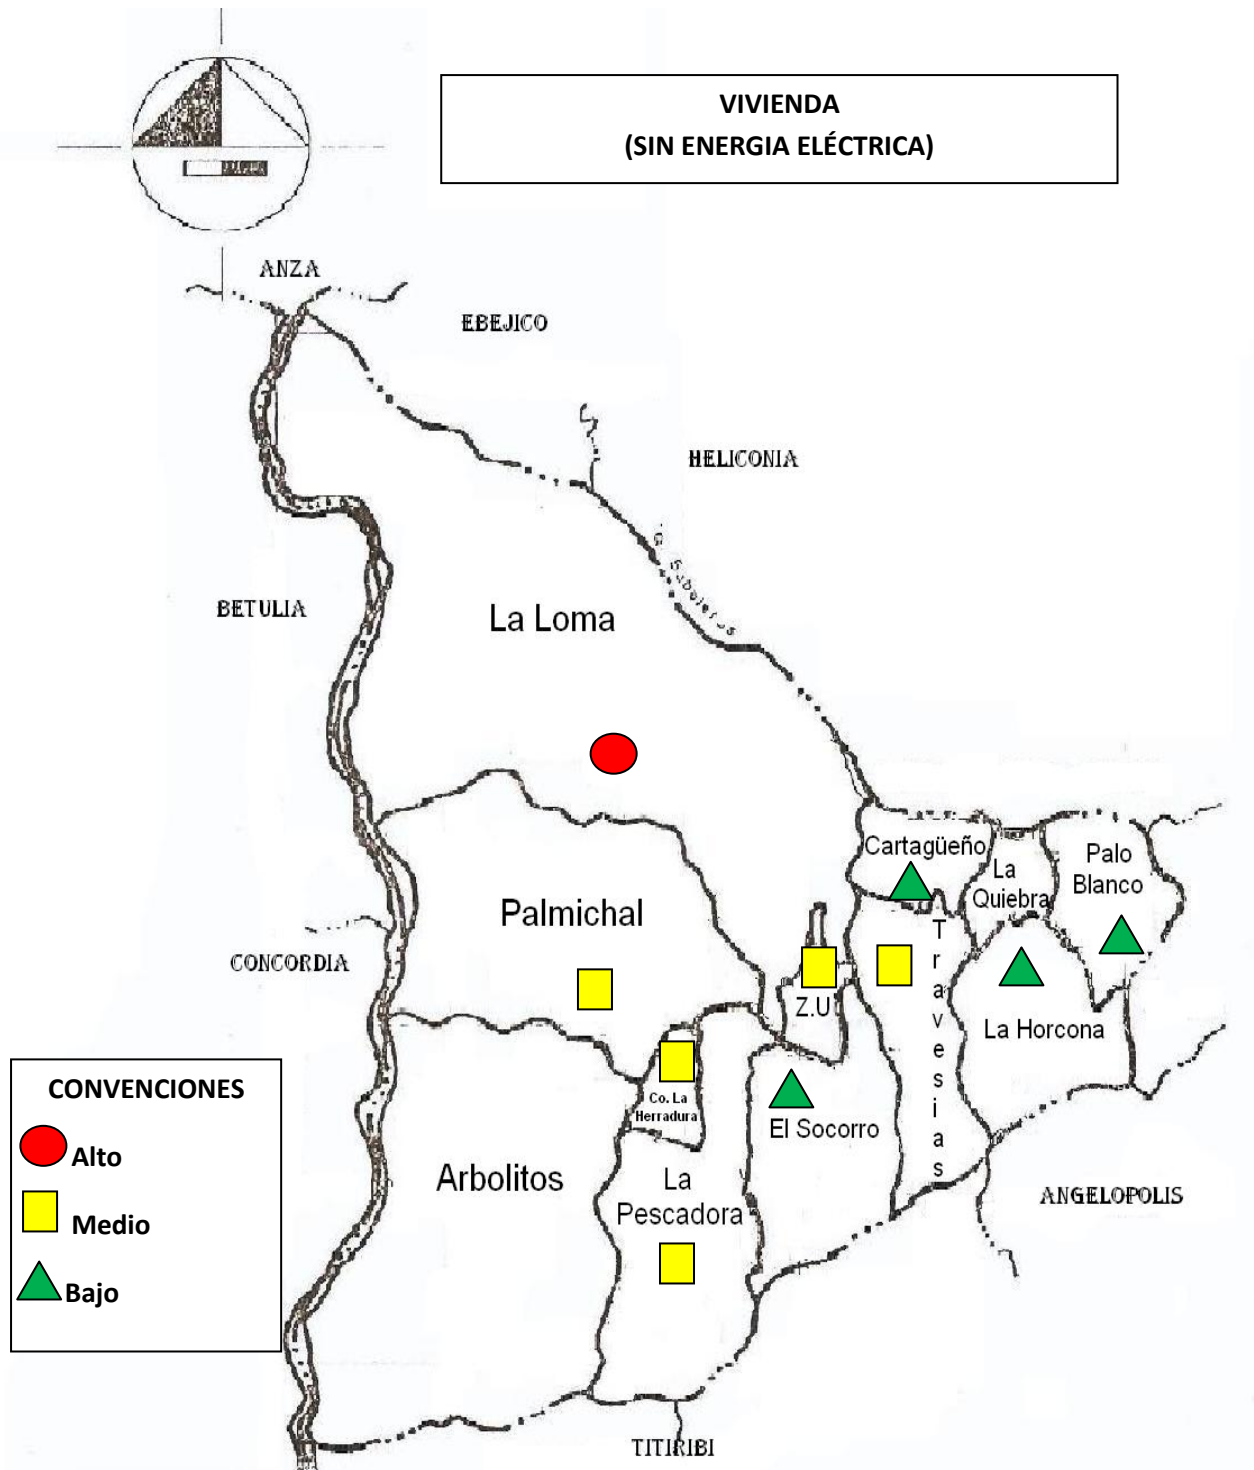 VIVIENDA
(SIN ENERGIA ELÉCTRICA)
ANZA
EBEJICO
HELICONIA
BETULIA
La Loma
Cartagüeño
La
Quiebra
Palo
Blanco
Palmichal
CONCORDIA
Travesias
Z.U
La Horcona
CONVENCIONES
Alto
Medio
Bajo
Co. La
Herradura
El Socorro
Arbolitos
La
Pescadora
ANGELOPOLIS
TITIRIBI